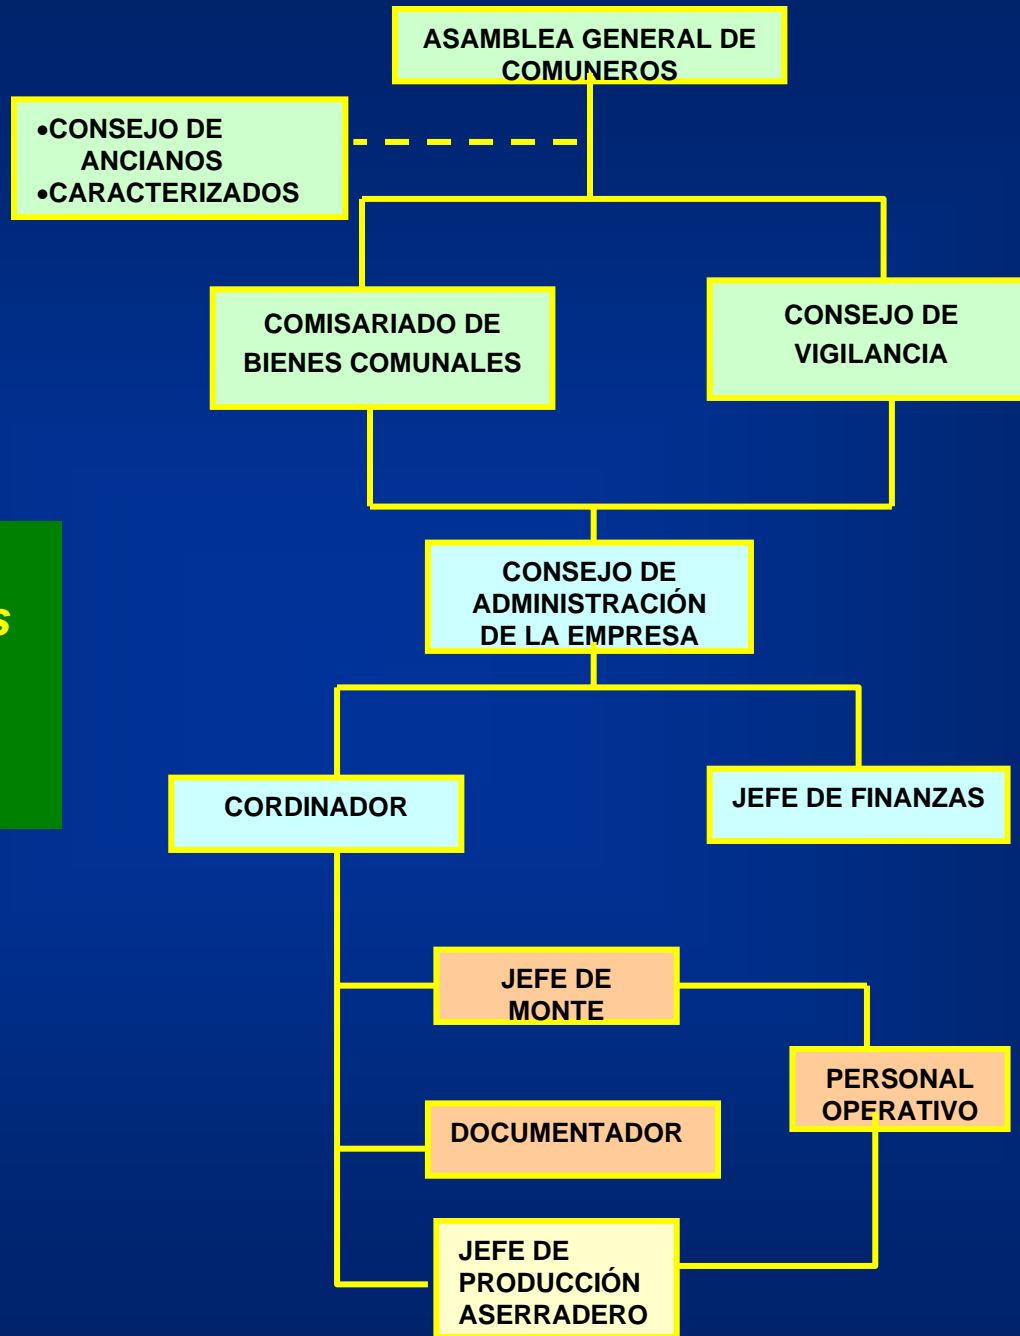 ASAMBLEA GENERAL DE
COMUNEROS
•CONSEJO DE
ANCIANOS
•CARACTERIZADOS
COMISARIADO DE
BIENES COMUNALES
CONSEJO DE
VIGILANCIA
CONSEJO DE
ADMINISTRACIÓN
DE LA EMPRESA
s
CORDINADOR
JEFE DE FINANZAS
JEFE DE
MONTE
PERSONAL
OPERATIVO
DOCUMENTADOR
JEFE DE
PRODUCCIÓN
ASERRADERO